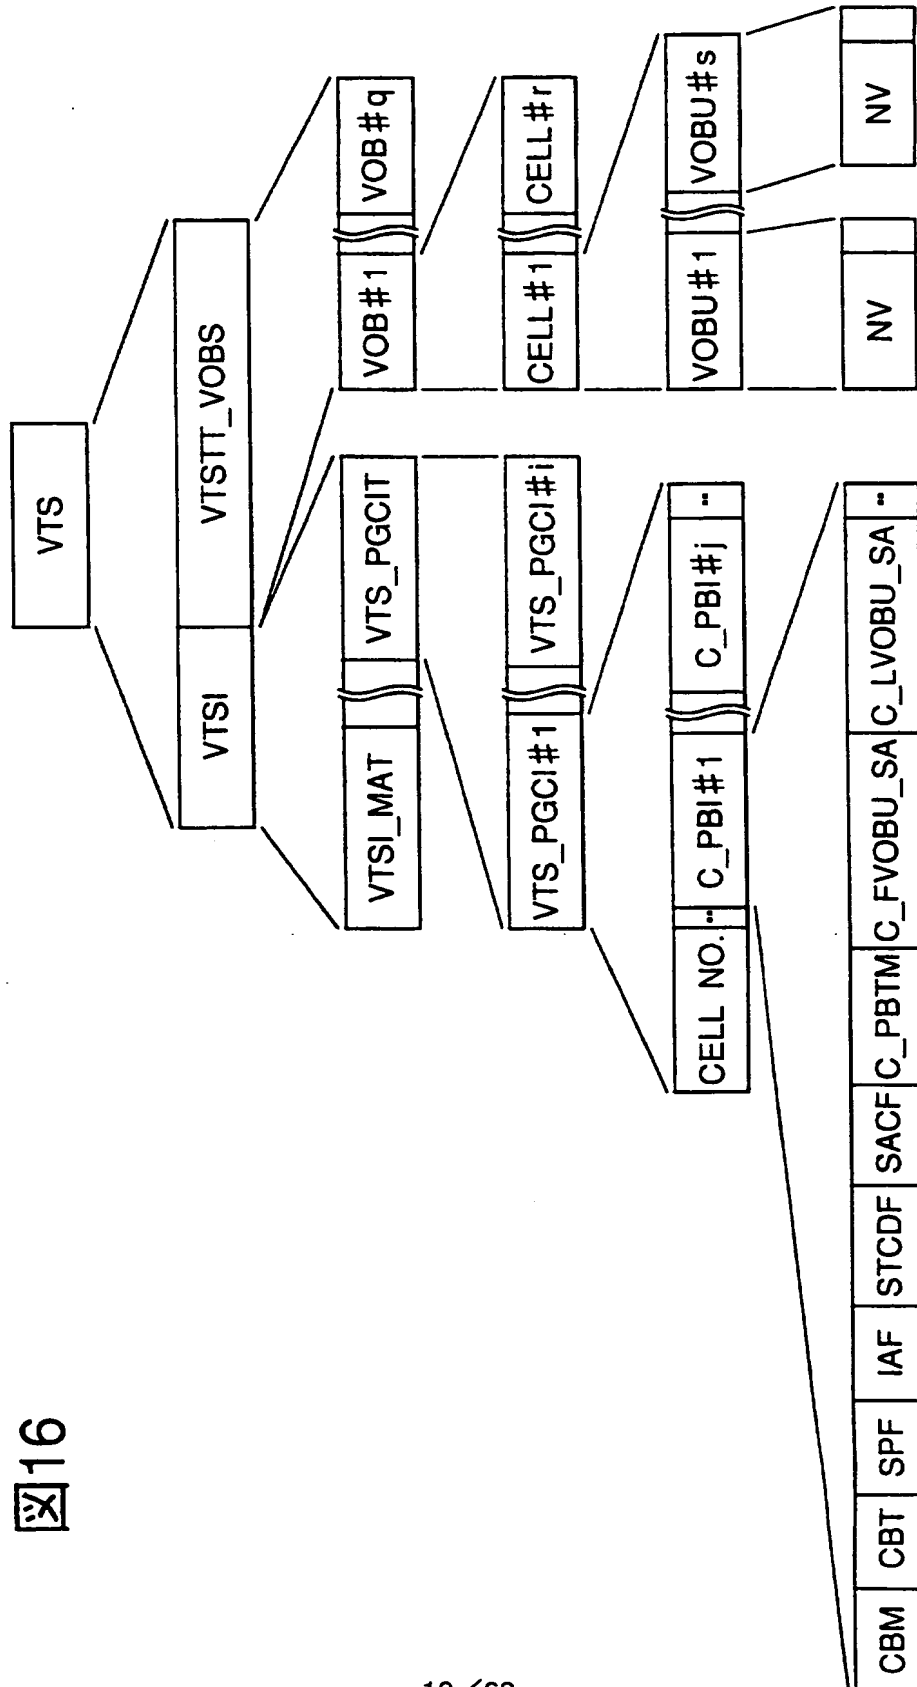 図16
VTS
VTSI VTSTT_VOBS
VTSI_MAT VTS_PGCIT VOB#1 VOB#q
VTS_PGCI#1 VTS_PGCI#i CELL#1 CELL#r
CELL NO. ·· C_PBI#1 C_PBI#j ·· VOBU#1 VOBU#s
CBM CBT SPF IAF STCDF SACF C_PBTM C_FVOBU_SA C_LVOBU_SA ·· NV NV